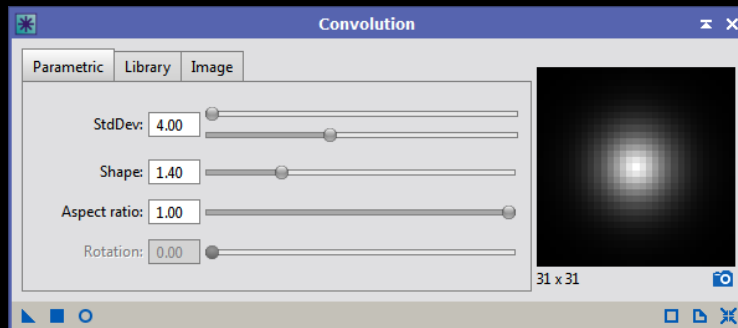 Convolution
Parametric Library Image
StdDev: 4.00
Shape: 1.40
Aspect ratio: 1.00
Rotation: 0.00
31 x 31